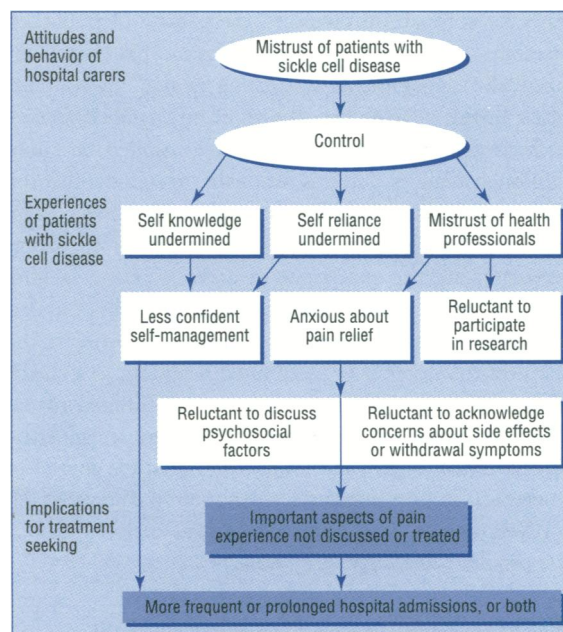 Attitudes and
behavior of
hospital carers
Mistrust of patients with
sickle cell disease
Control
Experiences
of patients
with sickle
cell disease
Self knowledge
undermined
Self reliance
undermined
Mistrust of health
professionals
Less confident
self-management
Anxious about
pain relief
Reluctant to
participate
in research
Reluctant to discuss
psychosocial
factors
Reluctant to acknowledge
concerns about side effects
or withdrawal symptoms
Implications
for treatment
seeking
Important aspects of pain
experience not discussed or treated
More frequent or prolonged hospital admissions, or both